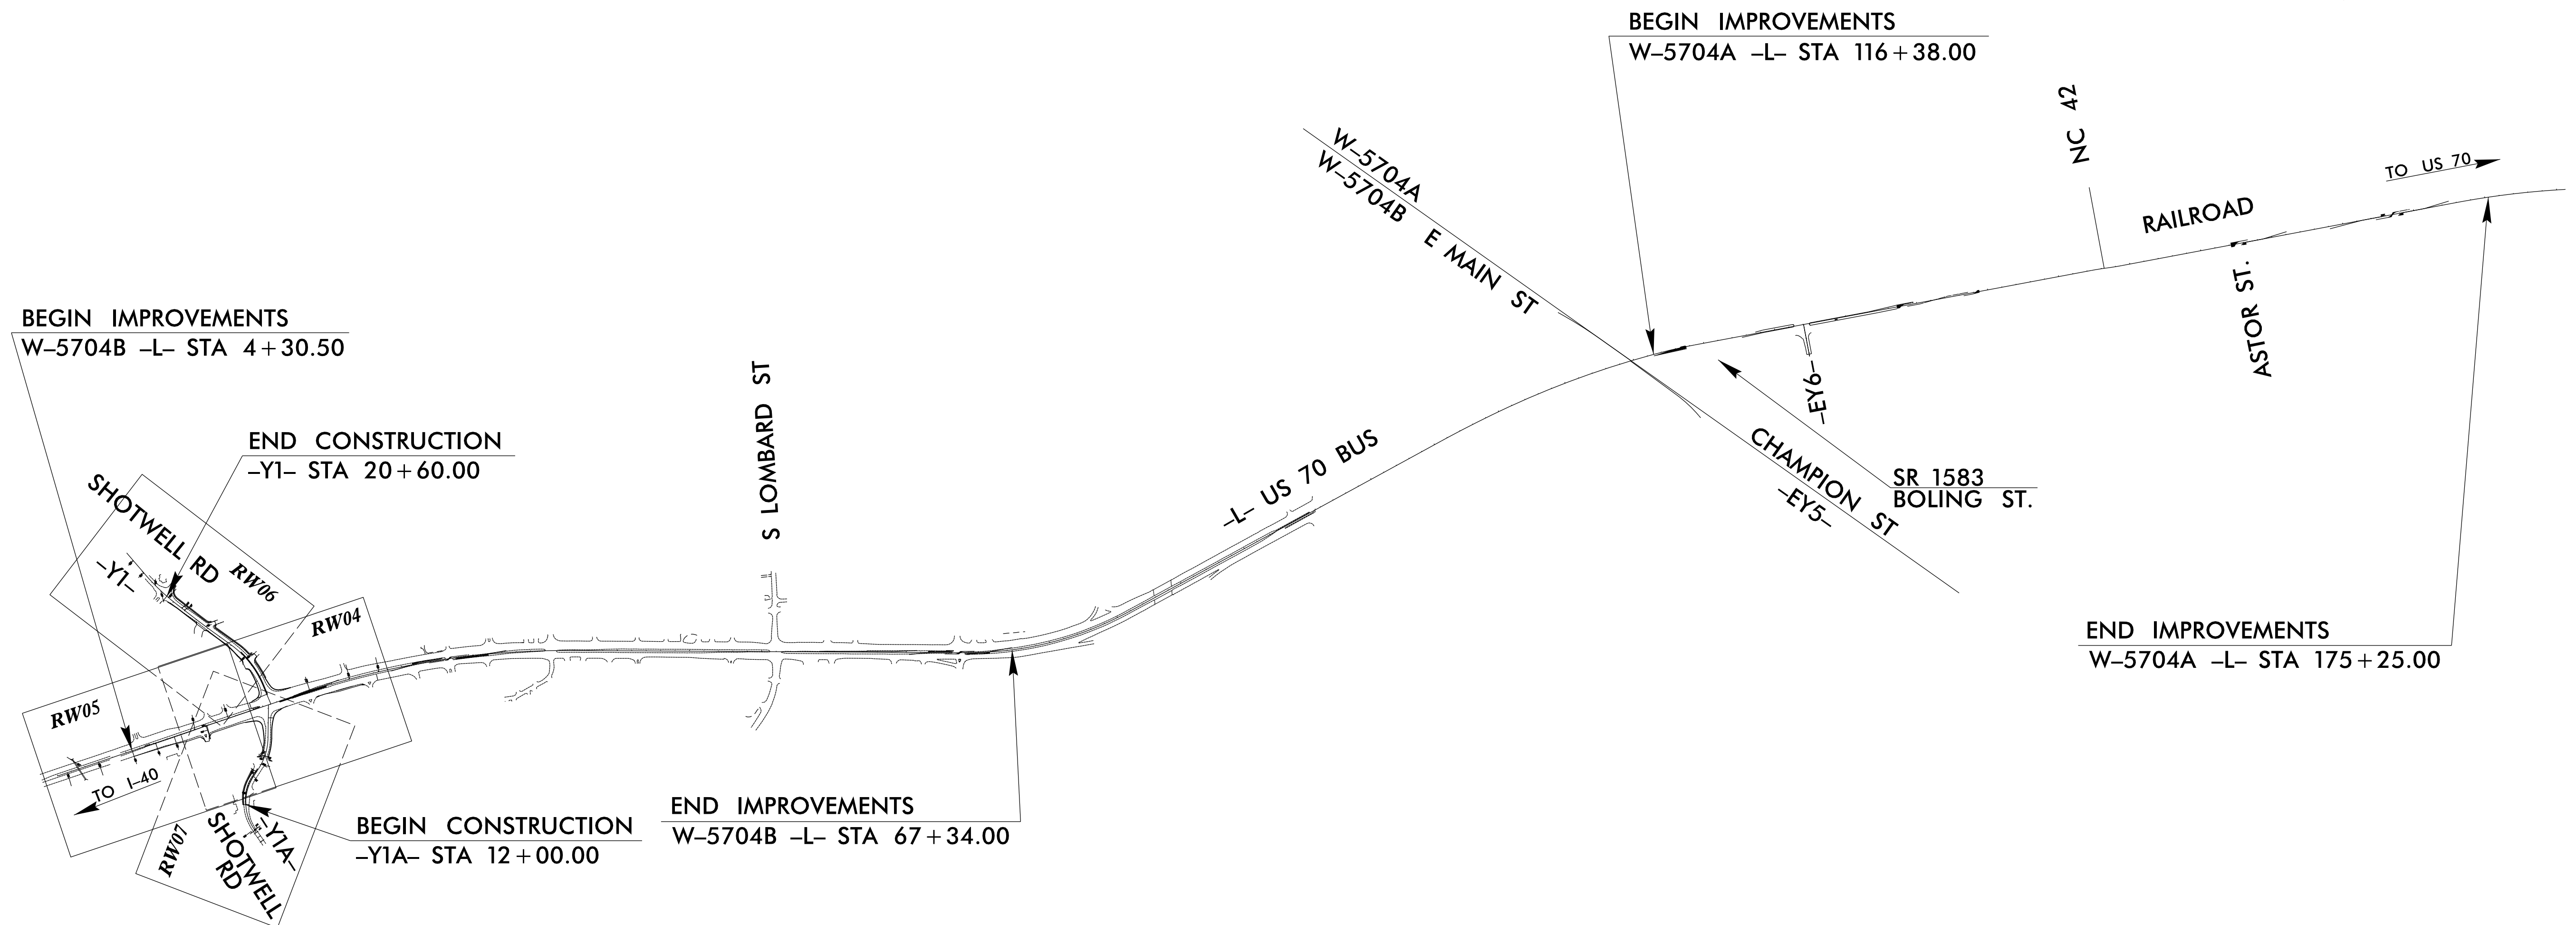 BEGIN IMPROVEMENTS
W–5704A –L– STA 116+38.00
NC 42
TO US 70
W–5704A
W–5704B
E MAIN ST
RAILROAD
ASTOR ST.
BEGIN IMPROVEMENTS
W–5704B –L– STA 4+30.50
S LOMBARD ST
–EY6–
END CONSTRUCTION
–Y1– STA 20+60.00
–L– US 70 BUS
CHAMPION ST
–EY5–
SR 1583
BOLING ST.
SHOTWELL RD
–Y1–
RW06
RW04
END IMPROVEMENTS
W–5704A –L– STA 175+25.00
RW05
TO I–40
RW07
SHOTWELL
RD
–Y1A–
BEGIN CONSTRUCTION
–Y1A– STA 12+00.00
END IMPROVEMENTS
W–5704B –L– STA 67+34.00